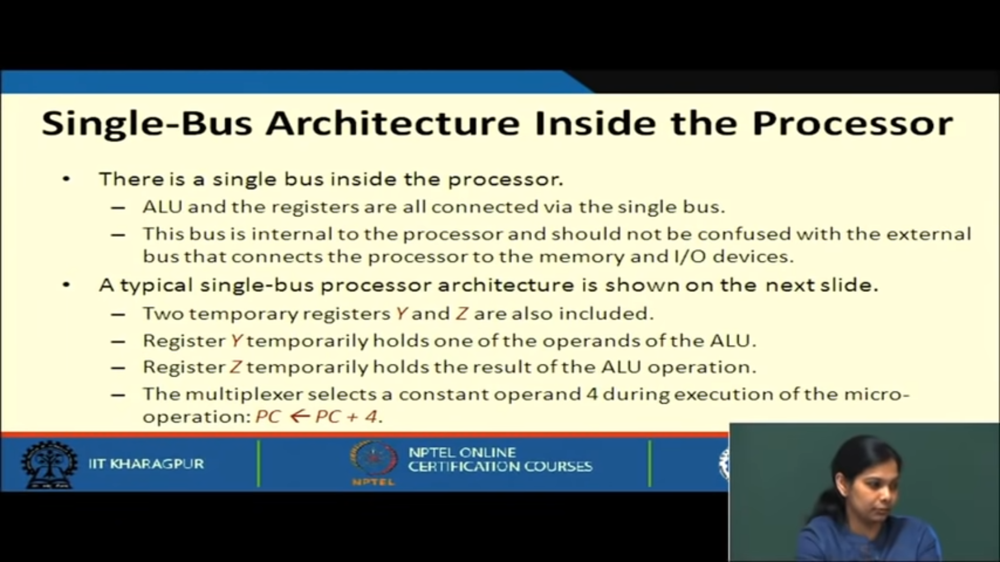 Single-Bus Architecture Inside the Processor
• There is a single bus inside the processor.
– ALU and the registers are all connected via the single bus.
– This bus is internal to the processor and should not be confused with the external
bus that connects the processor to the memory and I/O devices.
• A typical single-bus processor architecture is shown on the next slide.
– Two temporary registers Y and Z are also included.
– Register Y temporarily holds one of the operands of the ALU.
– Register Z temporarily holds the result of the ALU operation.
– The multiplexer selects a constant operand 4 during execution of the micro-
operation: PC ← PC + 4.
IIT KHARAGPUR
NPTEL
NPTEL ONLINE
CERTIFICATION COURSES